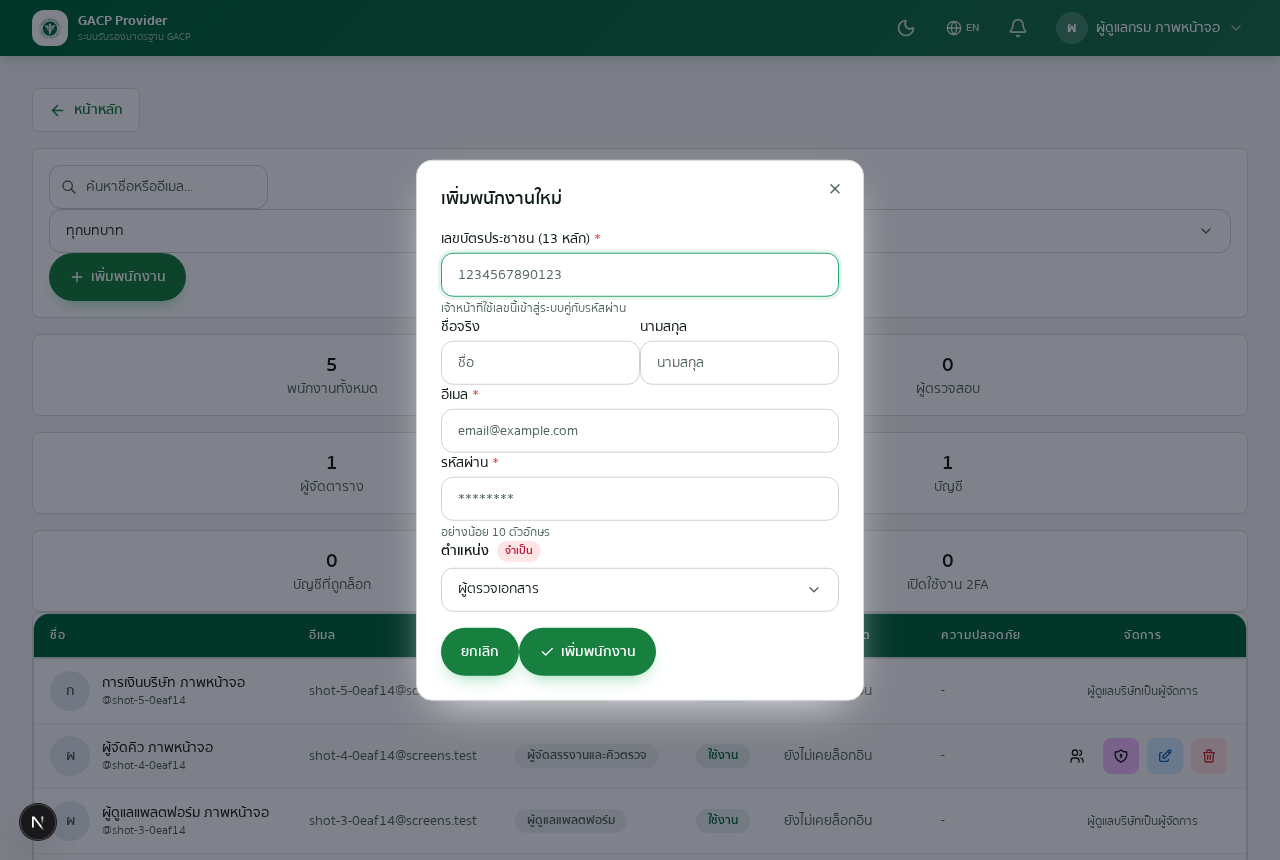 GACP Provider
ระบบรับรองมาตรฐาน GACP
EN
ผ
ผู้ดูแลกรม ภาพหน้าจอ
หน้าหลัก
ค้นหาชื่อหรืออีเมล...
ทุกบทบาท
เพิ่มพนักงาน
5
พนักงานทั้งหมด
0
ผู้ตรวจสอบ
1
ผู้จัดตาราง
1
บัญชี
0
บัญชีที่ถูกล็อก
0
เปิดใช้งาน 2FA
เพิ่มพนักงานใหม่
เลขบัตรประชาชน (13 หลัก) *
1234567890123
เจ้าหน้าที่ใช้เลขนี้เข้าสู่ระบบคู่กับรหัสผ่าน
ชื่อจริง
นามสกุล
ชื่อ
นามสกุล
อีเมล *
email@example.com
รหัสผ่าน *
********
อย่างน้อย 10 ตัวอักษร
ตำแหน่ง จำเป็น
ผู้ตรวจเอกสาร
ยกเลิก
เพิ่มพนักงาน
ชื่อ
อีเมล
ความปลอดภัย
จัดการ
ก
การเงินบริษัท ภาพหน้าจอ
@shot-5-0eaf14
-
ผู้ดูแลบริษัทเป็นผู้จัดการ
ผ
ผู้จัดคิว ภาพหน้าจอ
@shot-4-0eaf14
shot-4-0eaf14@screens.test
ผู้จัดสรรงานและคิวตรวจ
ใช้งาน
ยังไม่เคยล็อกอิน
-
ผ
ผู้ดูแลแพลตฟอร์ม ภาพหน้าจอ
@shot-3-0eaf14
shot-3-0eaf14@screens.test
ผู้ดูแลแพลตฟอร์ม
ใช้งาน
ยังไม่เคยล็อกอิน
-
ผู้ดูแลบริษัทเป็นผู้จัดการ
N